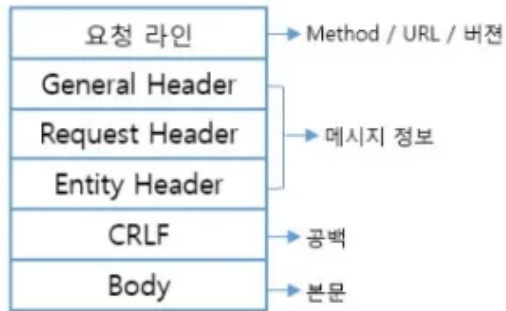 요청 라인
Method / URL / 버젼
General Header
Request Header
메시지 정보
Entity Header
CRLF
공백
Body
본문